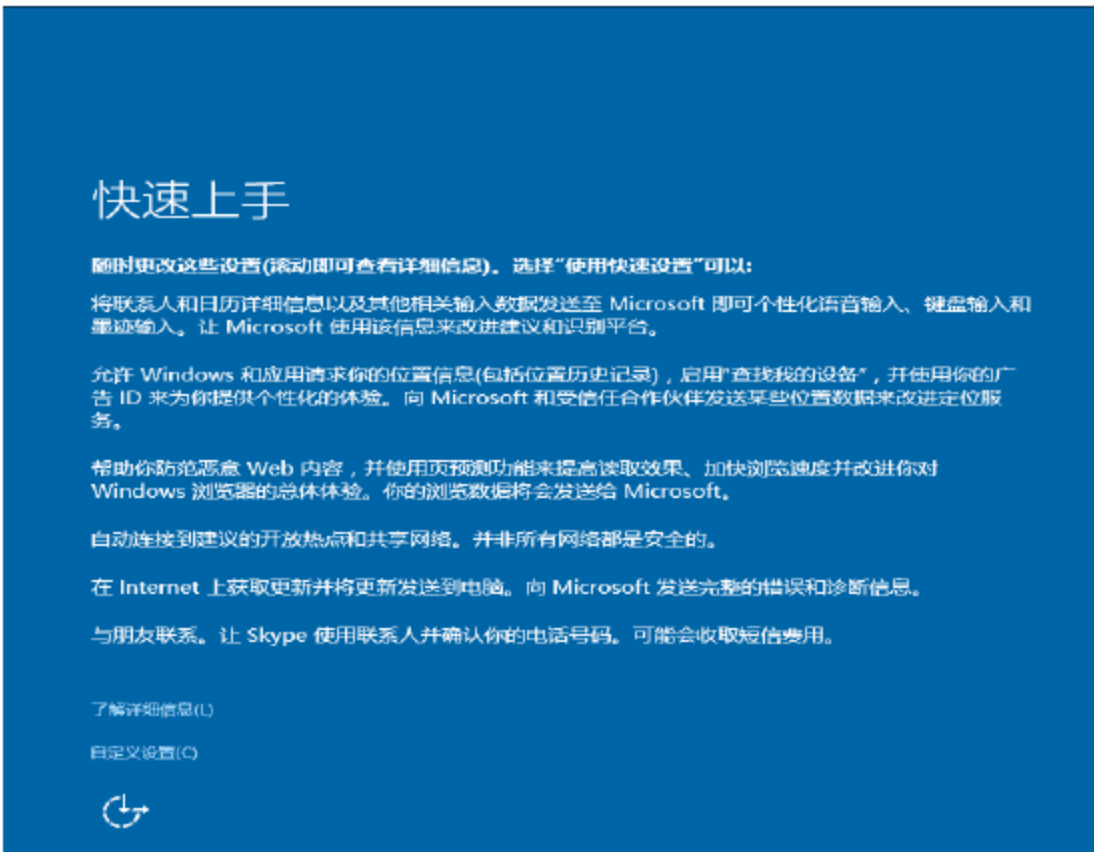 快速上手
随时更改这些设置(滚动即可查看详细信息)。选择"使用快速设置"可以:
将联系人和日历详细信息以及其他相关输入数据发送至 Microsoft 即可个性化语音输入、键盘输入和
墨迹输入。让 Microsoft 使用该信息来改进建议和识别平台。
允许 Windows 和应用请求你的位置信息(包括位置历史记录)，启用"查找我的设备"，并使用你的广
告 ID 来为你提供个性化的体验。向 Microsoft 和受信任合作伙伴发送某些位置数据来改进定位服
务。
帮助你防范恶意 Web 内容，并使用页预测功能来提高读取效果、加快浏览速度并改进你对
Windows 浏览器的总体体验。你的浏览数据将会发送给 Microsoft。
自动连接到建议的开放热点和共享网络。并非所有网络都是安全的。
在 Internet 上获取更新并将更新发送到电脑。向 Microsoft 发送完整的错误和诊断信息。
与朋友联系。让 Skype 使用联系人并确认你的电话号码。可能会收取短信费用。
了解详细信息(L)
自定义设置(C)